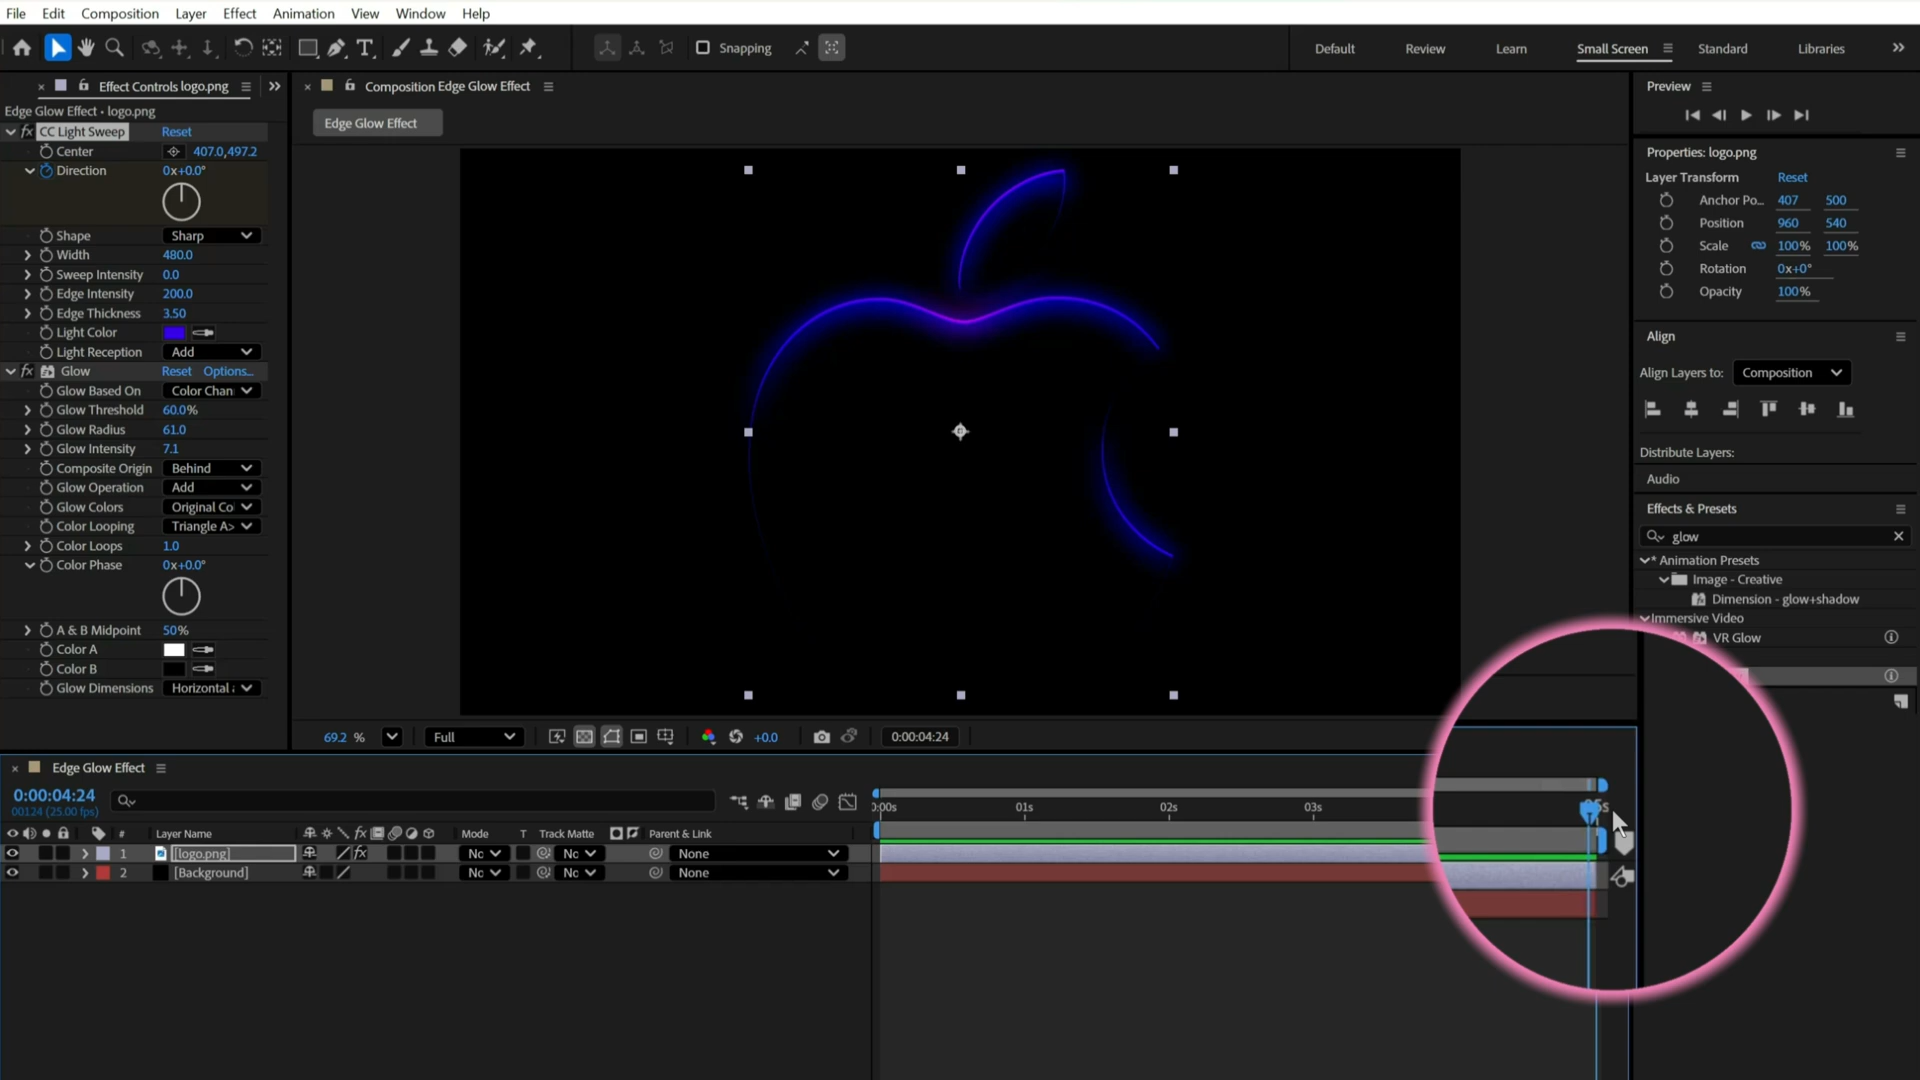 File Edit Composition Layer Effect Animation View Window Help
Snapping Default Review Learn Small Screen Standard Libraries
Effect Controls logo.png
Edge Glow Effect • logo.png
fx CC Light Sweep Reset
Center 407.0,497.2
Direction 0x+0.0°
Shape Sharp
Width 480.0
Sweep Intensity 0.0
Edge Intensity 200.0
Edge Thickness 3.50
Light Color
Light Reception Add
fx Glow Reset Options...
Glow Based On Color Chan
Glow Threshold 60.0%
Glow Radius 61.0
Glow Intensity 7.1
Composite Origin Behind
Glow Operation Add
Glow Colors Original Co
Color Looping Triangle A>
Color Loops 1.0
Color Phase 0x+0.0°
A & B Midpoint 50%
Color A
Color B
Glow Dimensions Horizontal
Composition Edge Glow Effect
Edge Glow Effect
69.2 % Full +0.0 0:00:04:24
Preview
Properties: logo.png
Layer Transform Reset
Anchor Po... 407 500
Position 960 540
Scale 100% 100%
Rotation 0x+0°
Opacity 100%
Align
Align Layers to: Composition
Distribute Layers:
Audio
Effects & Presets
glow
* Animation Presets
Image - Creative
Dimension - glow+shadow
Immersive Video
VR Glow
Edge Glow Effect
0:00:04:24
00124 (25.00 fps)
0:00s 01s 02s 03s 05s
# Layer Name fx Mode T Track Matte Parent & Link
1 [logo.png] fx Nc Nc None
2 [Background] Nc Nc None